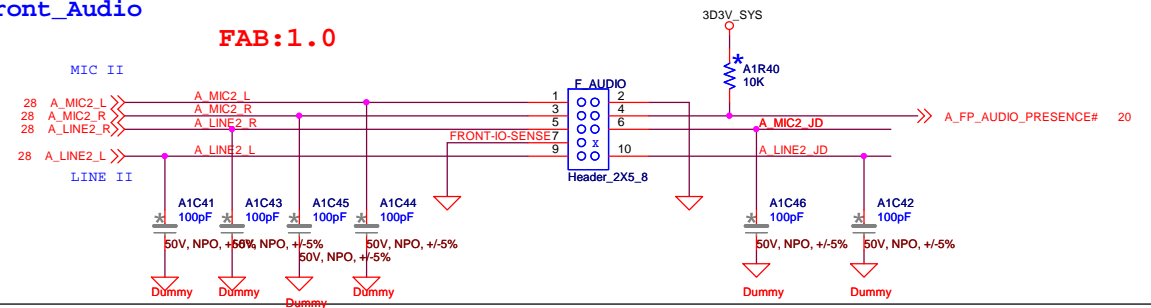 ront_Audio
FAB:1.0
3D3V_SYS
MIC II
* A1R40
10K
F_AUDIO
28 A_MIC2_L A_MIC2_L 1 2
28 A_MIC2_R A_MIC2_R 3 4 A_FP_AUDIO_PRESENCE# 20
28 A_LINE2_R A_LINE2_R 5 6 A_MIC2_JD
FRONT-IO-SENSE 7 x
28 A_LINE2_L A_LINE2_L 9 10 A_LINE2_JD
LINE II
Header_2X5_8
A1C41 A1C43 A1C45 A1C44 A1C46 A1C42
* 100pF * 100pF * 100pF * 100pF * 100pF * 100pF
50V, NPO, +/-5% 50V, NPO, +/-5% 50V, NPO, +/-5% 50V, NPO, +/-5% 50V, NPO, +/-5%
50V, NPO, +/-5%
Dummy Dummy Dummy Dummy Dummy
Dummy